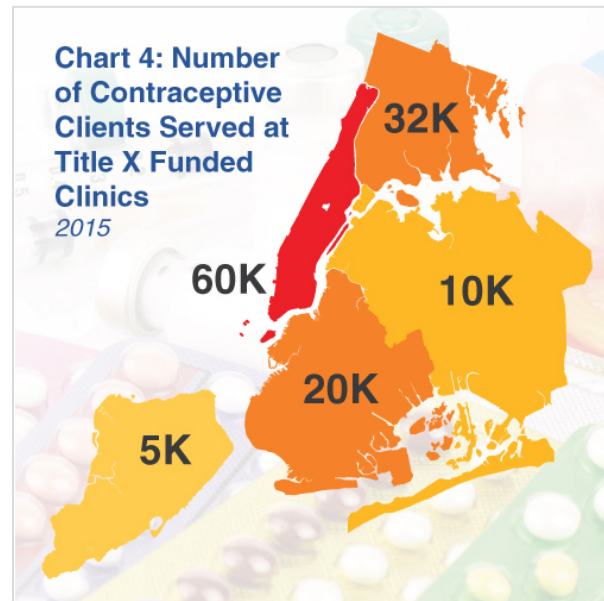 Chart 4: Number
of Contraceptive
Clients Served at
Title X Funded
Clinics
2015
32K
60K
10K
20K
5K